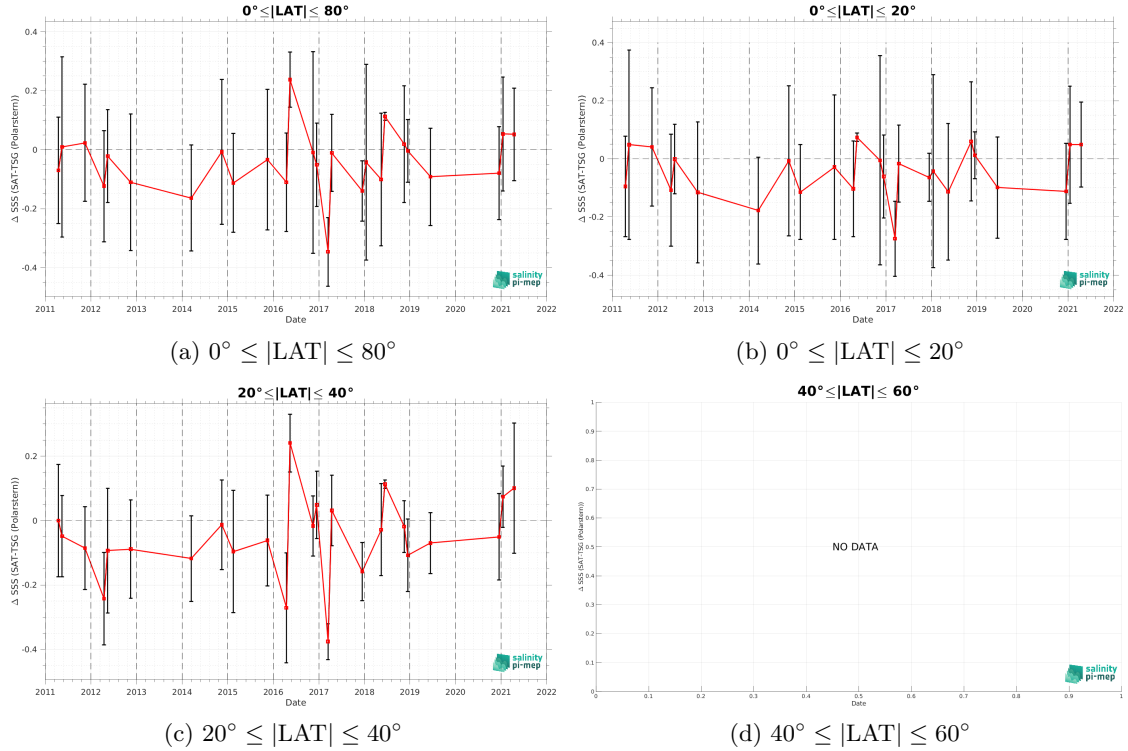 0°≤|LAT|≤ 80°
Δ SSS (SAT-TSG (Polarstern))
0.4
0.2
0
-0.2
-0.4
2011 2012 2013 2014 2015 2016 2017 2018 2019 2020 2021 2022
Date
salinity
pi-mep
(a) 0° ≤ |LAT| ≤ 80°
0°≤|LAT|≤ 20°
Δ SSS (SAT-TSG (Polarstern))
0.4
0.2
0
-0.2
-0.4
2011 2012 2013 2014 2015 2016 2017 2018 2019 2020 2021 2022
Date
salinity
pi-mep
(b) 0° ≤ |LAT| ≤ 20°
20°≤|LAT|≤ 40°
Δ SSS (SAT-TSG (Polarstern))
0.2
0
-0.2
-0.4
2011 2012 2013 2014 2015 2016 2017 2018 2019 2020 2021 2022
Date
salinity
pi-mep
(c) 20° ≤ |LAT| ≤ 40°
40°≤|LAT|≤ 60°
Δ SSS (SAT-TSG (Polarstern))
1
0.9
0.8
0.7
0.6
0.5
0.4
0.3
0.2
0.1
0
NO DATA
0 0.1 0.2 0.3 0.4 0.5 0.6 0.7 0.8 0.9 1
Date
salinity
pi-mep
(d) 40° ≤ |LAT| ≤ 60°